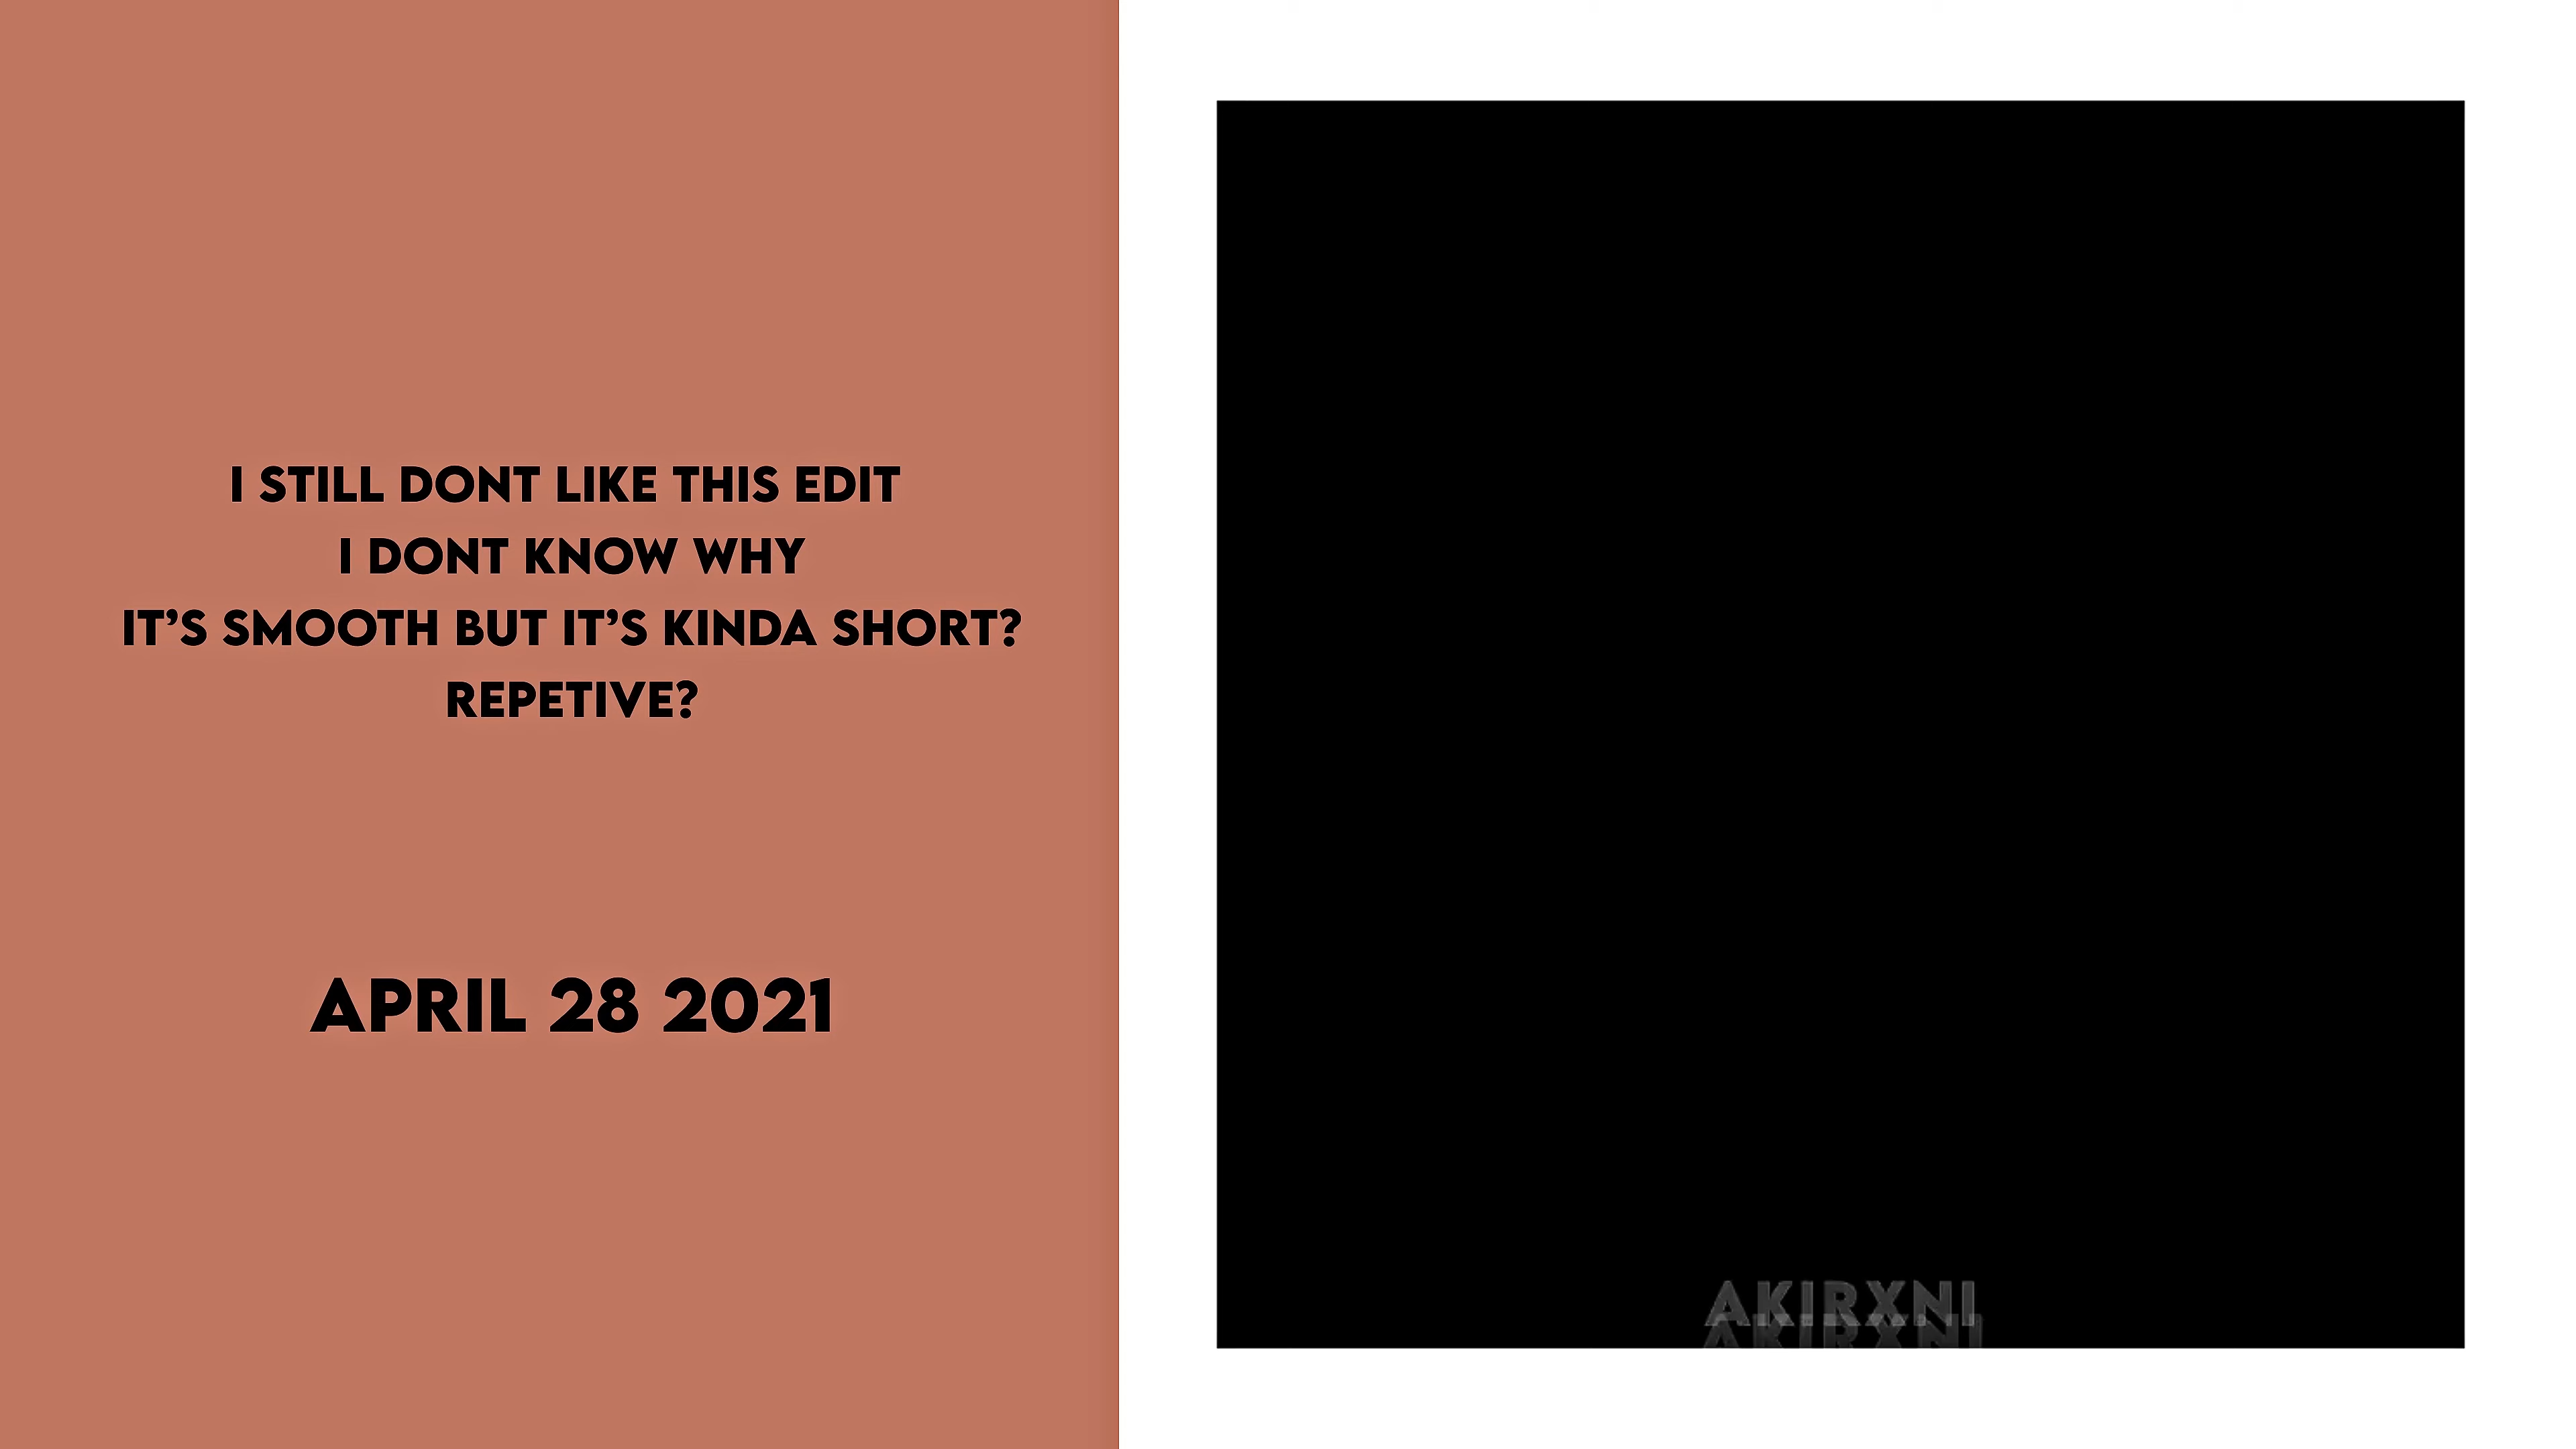 I STILL DONT LIKE THIS EDIT
I DONT KNOW WHY
IT’S SMOOTH BUT IT’S KINDA SHORT?
REPETIVE?
APRIL 28 2021
AKIRXNI
AKIRXNI